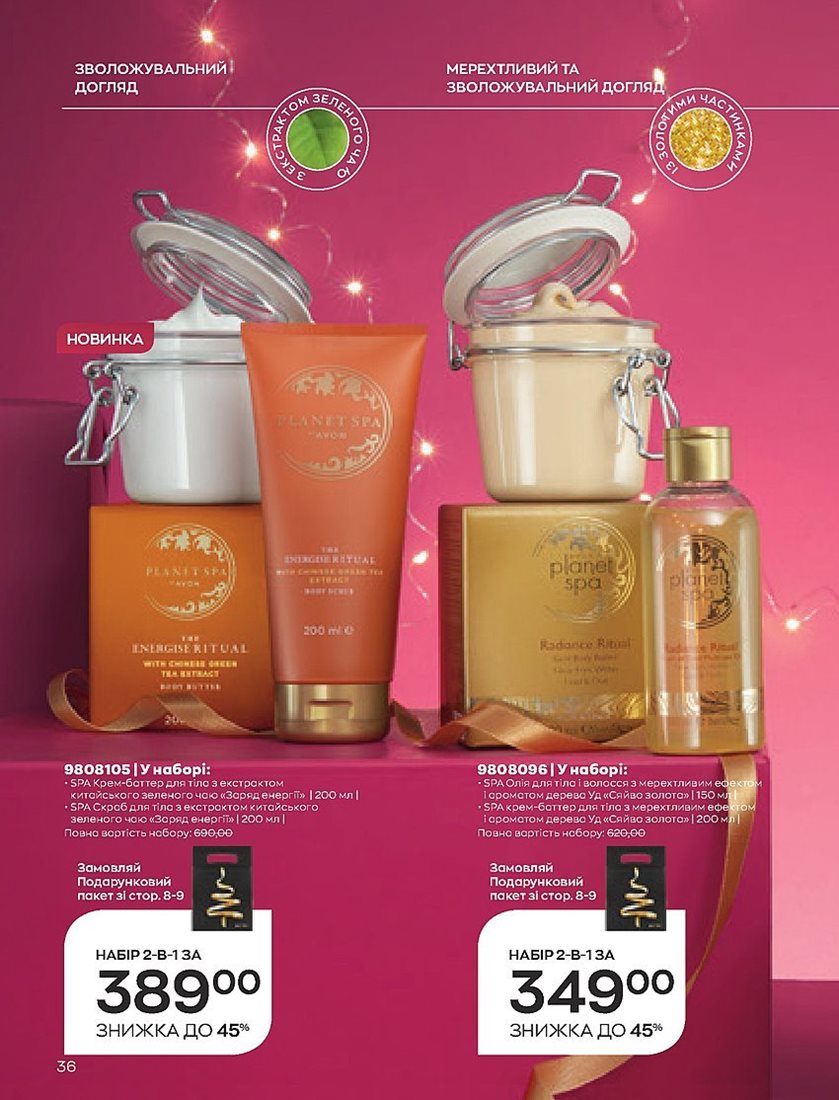 ЗВОЛОЖУВАЛЬНИЙ
ДОГЛЯД
З ЕКСТРАКТОМ ЗЕЛЕНОГО ЧАЮ
МЕРЕХТЛИВИЙ ТА
ЗВОЛОЖУВАЛЬНИЙ ДОГЛЯД
ІЗ ЗОЛОТИМИ ЧАСТИНКАМИ
НОВИНКА
PLANET SPA
by AVON
THE
ENERGISE RITUAL
WITH CHINESE GREEN TEA
EXTRACT
BODY SCRUB
200 ml e
PLANET SPA
by AVON
THE
ENERGISE RITUAL
WITH CHINESE GREEN
TEA EXTRACT
BODY BUTTER
planet
spa
Radiance Ritual
planet
spa
Radiance Ritual
9808105 | У наборі:
• SPA Крем-баттер для тіла з екстрактом
китайського зеленого чаю «Заряд енергії» | 200 мл |
• SPA Скраб для тіла з екстрактом китайського
зеленого чаю «Заряд енергії» | 200 мл |
Повна вартість набору: 690,00
Замовляй
Подарунковий
пакет зі стор. 8-9
НАБІР 2-В-1 ЗА
389⁰⁰
ЗНИЖКА ДО 45%
9808096 | У наборі:
• SPA Олія для тіла і волосся з мерехтливим ефектом
і ароматом дерева Уд «Сяйво золота» | 150 мл |
• SPA крем-баттер для тіла з мерехтливим ефектом
і ароматом дерева Уд «Сяйво золота» | 200 мл |
Повна вартість набору: 620,00
Замовляй
Подарунковий
пакет зі стор. 8-9
НАБІР 2-В-1 ЗА
349⁰⁰
ЗНИЖКА ДО 45%
36